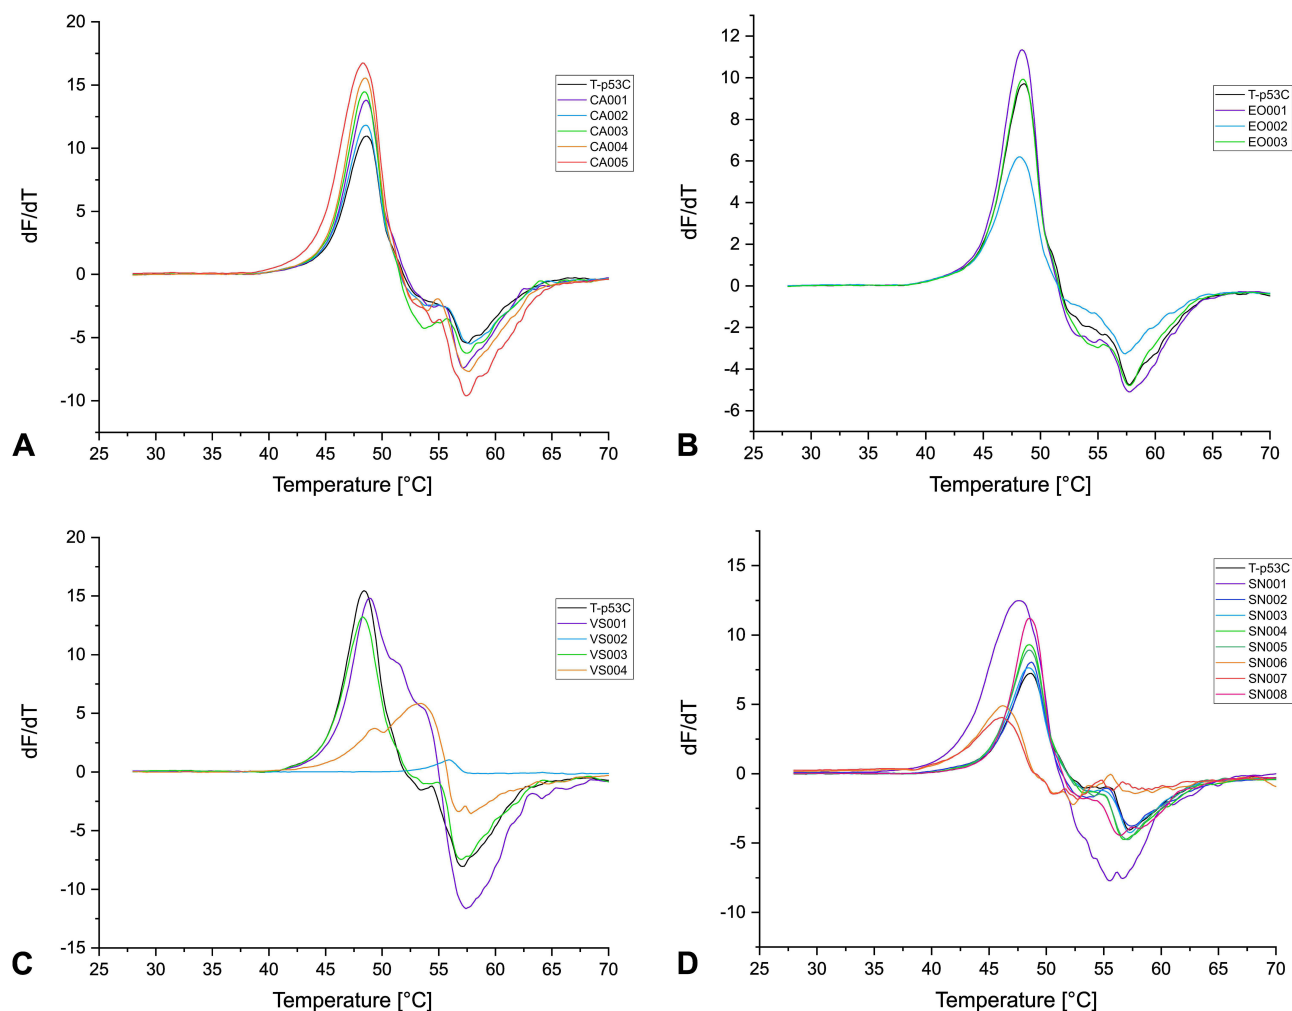 20
15
10
5
0
-5
-10
25 30 35 40 45 50 55 60 65 70
dF/dT
Temperature [°C]
T-p53C
CA001
CA002
CA003
CA004
CA005
A
12
10
8
6
4
2
0
-2
-4
-6
25 30 35 40 45 50 55 60 65 70
dF/dT
Temperature [°C]
T-p53C
EO001
EO002
EO003
B
20
15
10
5
0
-5
-10
-15
25 30 35 40 45 50 55 60 65 70
dF/dT
Temperature [°C]
T-p53C
VS001
VS002
VS003
VS004
C
15
10
5
0
-5
-10
25 30 35 40 45 50 55 60 65 70
dF/dT
Temperature [°C]
T-p53C
SN001
SN002
SN003
SN004
SN005
SN006
SN007
SN008
D